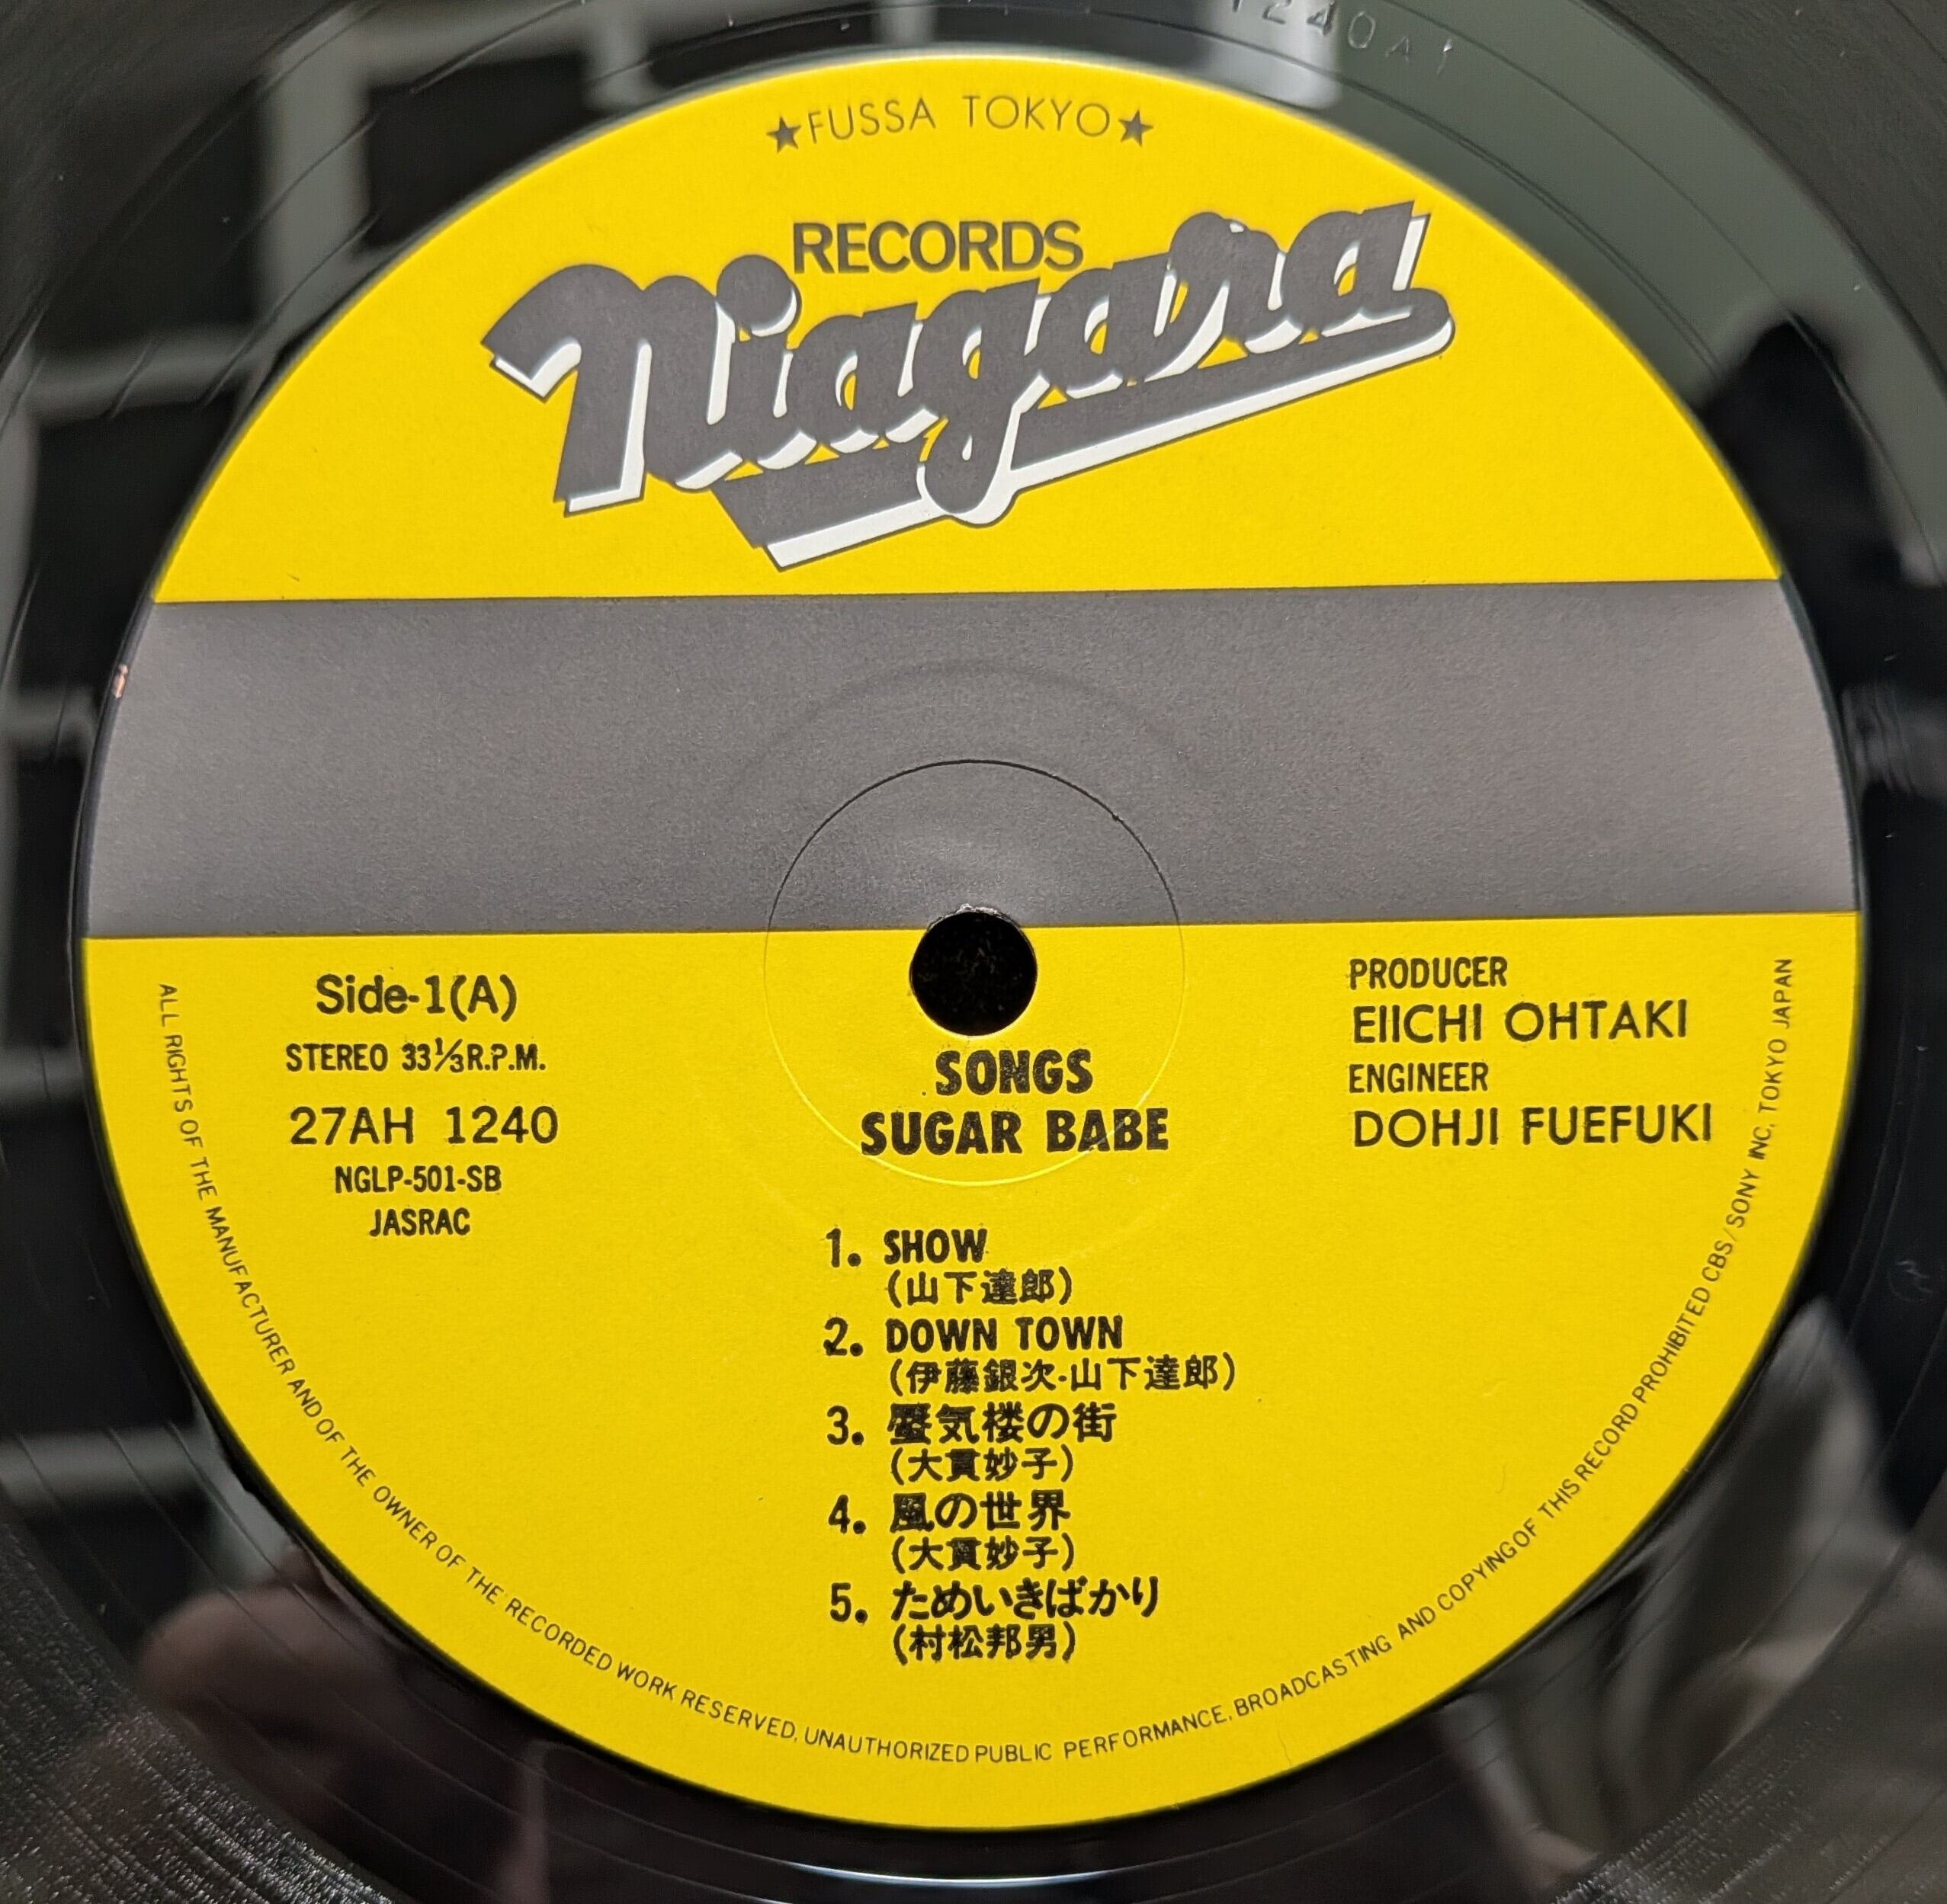 1240A1
★FUSSA TOKYO★
RECORDS
Niagara
Side-1(A)
STEREO 33⅓R.P.M.
27AH 1240
NGLP-501-SB
JASRAC
SONGS
SUGAR BABE
PRODUCER
EIICHI OHTAKI
ENGINEER
DOHJI FUEFUKI
1. SHOW
(山下達郎)
2. DOWN TOWN
(伊藤銀次-山下達郎)
3. 蜃気楼の街
(大貫妙子)
4. 風の世界
(大貫妙子)
5. ためいきばかり
(村松邦男)
ALL RIGHTS OF THE MANUFACTURER AND OF THE OWNER OF THE RECORDED WORK RESERVED. UNAUTHORIZED PUBLIC PERFORMANCE, BROADCASTING AND COPYING OF THIS RECORD PROHIBITED CBS/SONY INC. TOKYO JAPAN